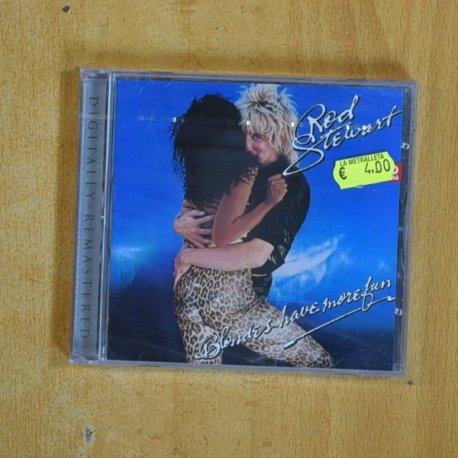 DIGITALLY·REMASTERED
Rod
Stewart
LA METRALLETA
€ 4.00
Blondes have more fun